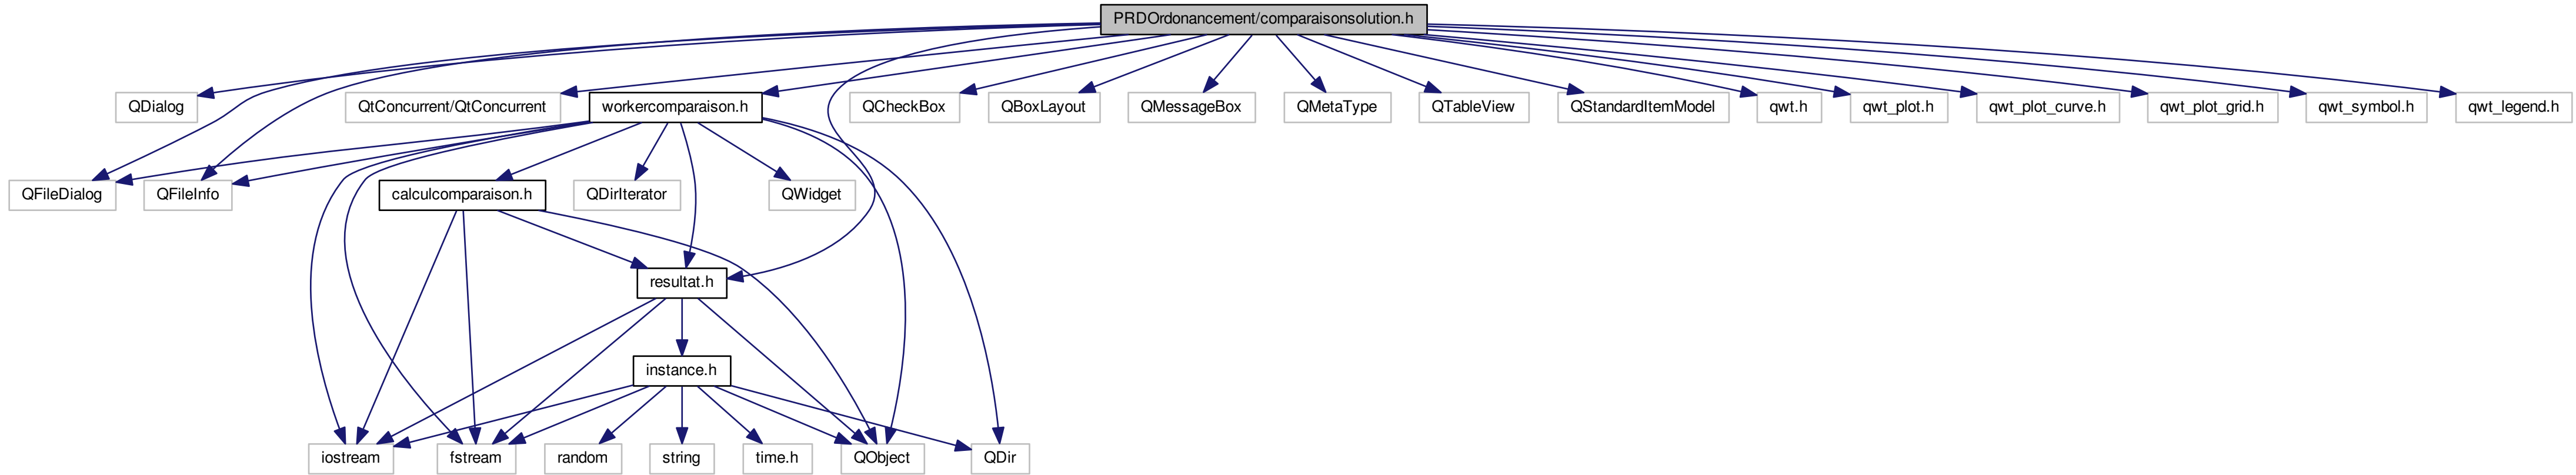 PRDOrdonancement/comparaisonsolution.h
QDialog
QtConcurrent/QtConcurrent
workercomparaison.h
QCheckBox
QBoxLayout
QMessageBox
QMetaType
QTableView
QStandardItemModel
qwt.h
qwt_plot.h
qwt_plot_curve.h
qwt_plot_grid.h
qwt_symbol.h
qwt_legend.h
QFileDialog
QFileInfo
calculcomparaison.h
QDirIterator
QWidget
resultat.h
instance.h
iostream
fstream
random
string
time.h
QObject
QDir